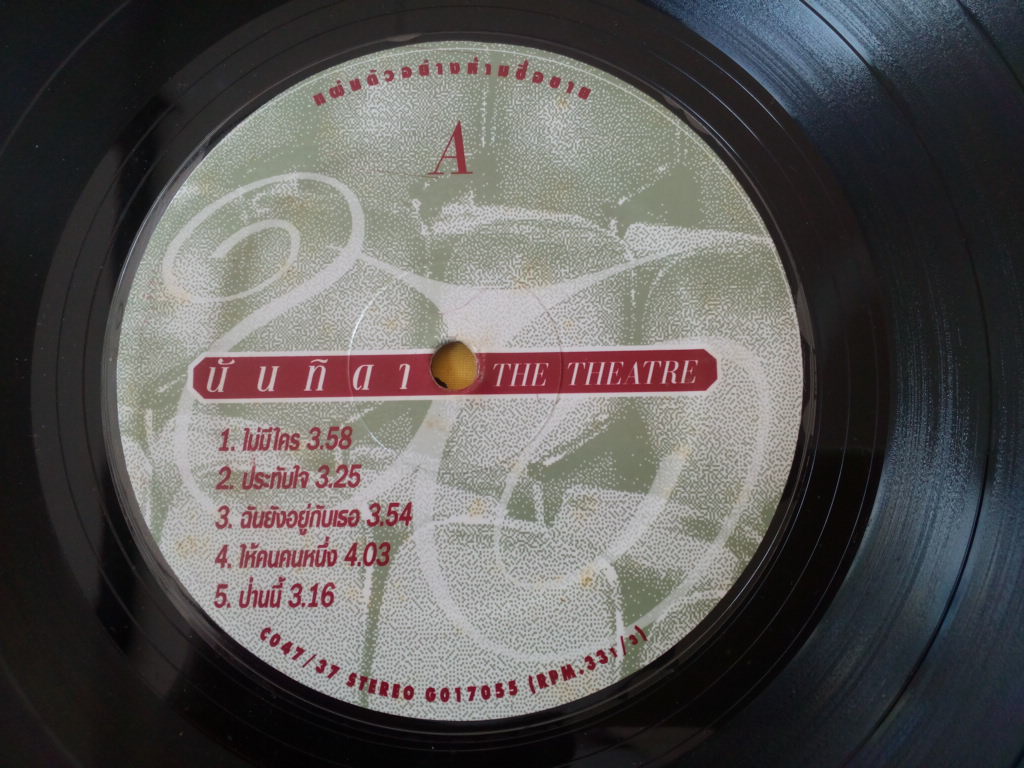 แผ่นตัวอย่างห้ามซื้อขาย
A
นันทิดา THE THEATRE
1. ไม่มีใคร 3.58
2. ประทับใจ 3.25
3. ฉันยังอยู่กับเธอ 3.54
4. ให้คนคนหนึ่ง 4.03
5. ป่านนี้ 3.16
C047/37 STEREO G017055 (RPM.33 1/3)